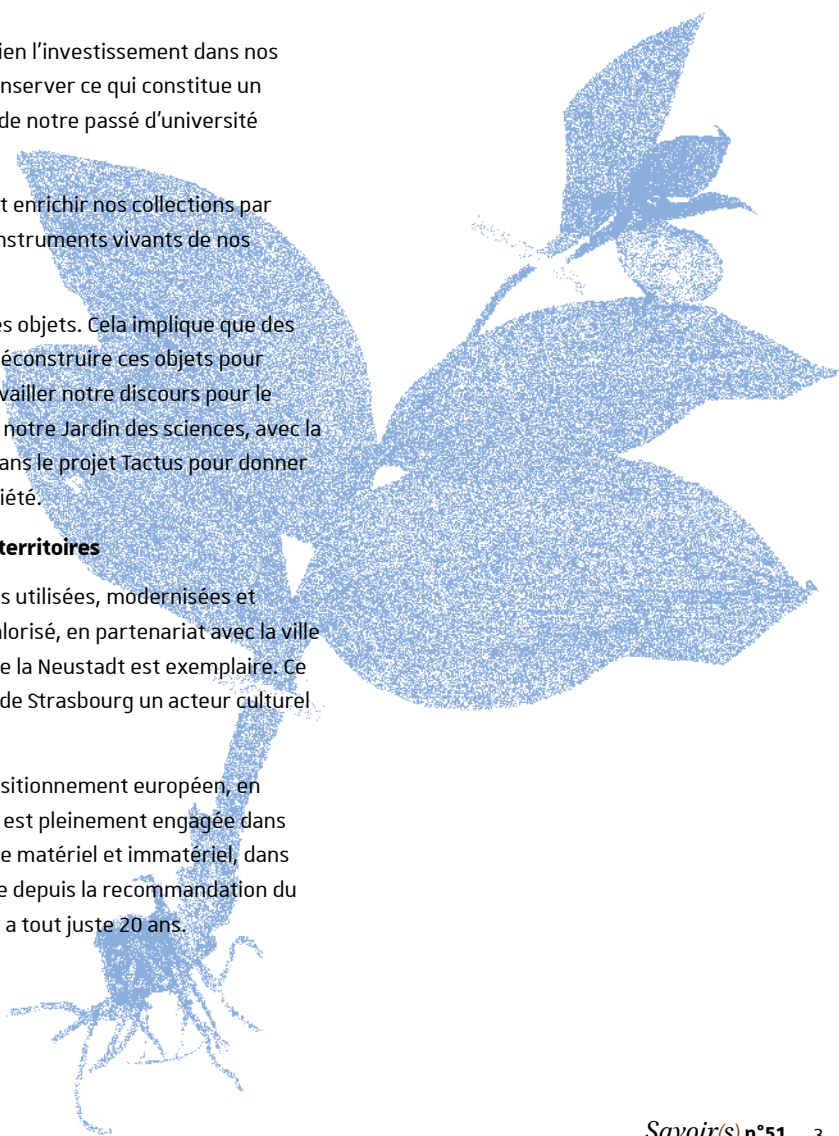 ien l'investissement dans nos
nserver ce qui constitue un
de notre passé d'université
t enrichir nos collections par
nstruments vivants de nos
es objets. Cela implique que des
éconstruire ces objets pour
vailler notre discours pour le
notre Jardin des sciences, avec la
ans le projet Tactus pour donner
iété.
territoires
s utilisées, modernisées et
alorisé, en partenariat avec la ville
e la Neustadt est exemplaire. Ce
de Strasbourg un acteur culturel
sitionnement européen, en
est pleinement engagée dans
e matériel et immatériel, dans
e depuis la recommandation du
a tout juste 20 ans.
Savoir(s) n°51 3